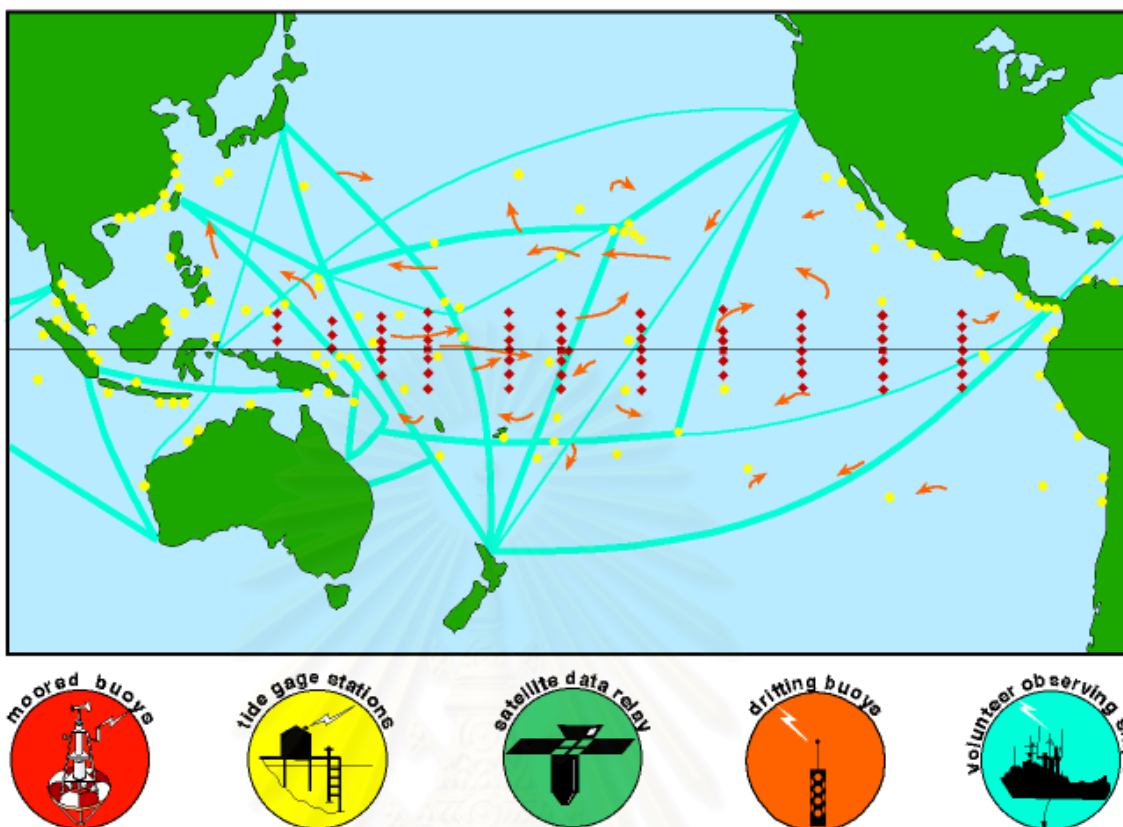 moored buoys
tide gage stations
satellite data relay
drifting buoys
volunteer observing